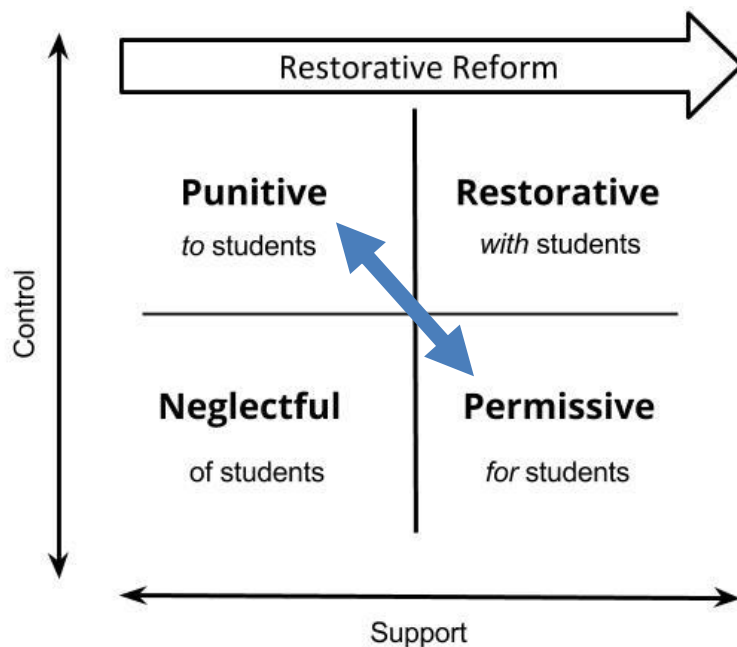 Restorative Reform
Punitive
to students
Restorative
with students
Control
Neglectful
of students
Permissive
for students
Support